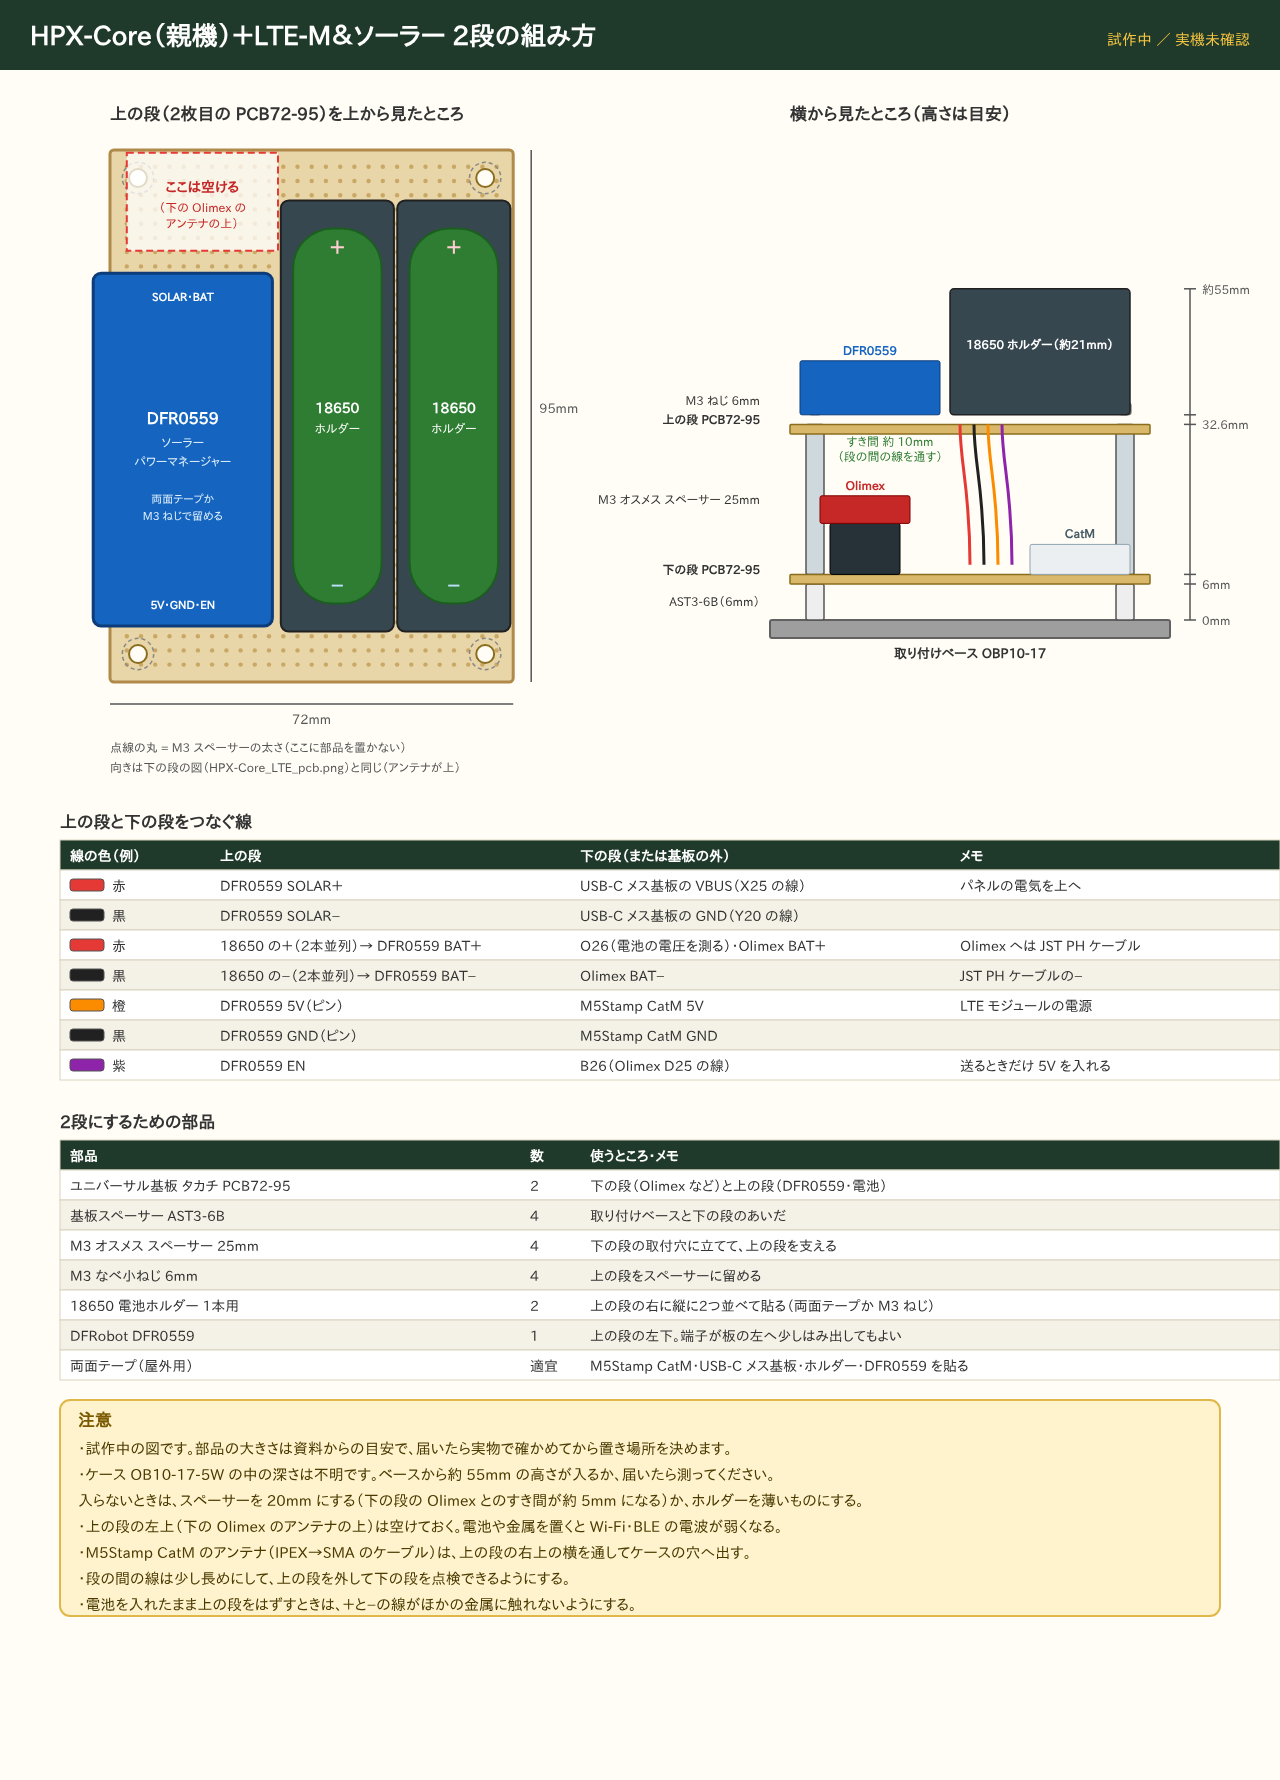 HPX-Core（親機）＋LTE-M&ソーラー 2段の組み方
試作中 ／ 実機未確認
上の段（2枚目の PCB72-95）を上から見たところ
ここは空ける
（下の Olimex の
アンテナの上）
SOLAR・BAT
DFR0559
ソーラー
パワーマネージャー
両面テープか
M3 ねじで留める
5V・GND・EN
＋
18650
ホルダー
−
＋
18650
ホルダー
−
95mm
72mm
点線の丸 = M3 スペーサーの太さ（ここに部品を置かない）
向きは下の段の図（HPX-Core_LTE_pcb.png）と同じ（アンテナが上）
横から見たところ（高さは目安）
約55mm
18650 ホルダー（約21mm）
DFR0559
M3 ねじ 6mm
上の段 PCB72-95
32.6mm
すき間 約 10mm
（段の間の線を通す）
Olimex
M3 オスメス スペーサー 25mm
CatM
下の段 PCB72-95
6mm
AST3-6B（6mm）
0mm
取り付けベース OBP10-17
上の段と下の段をつなぐ線
線の色（例） 上の段 下の段（または基板の外） メモ
赤 DFR0559 SOLAR＋ USB-C メス基板の VBUS（X25 の線） パネルの電気を上へ
黒 DFR0559 SOLAR− USB-C メス基板の GND（Y20 の線）
赤 18650 の＋（2本並列）→ DFR0559 BAT＋ O26（電池の電圧を測る）・Olimex BAT＋ Olimex へは JST PH ケーブル
黒 18650 の−（2本並列）→ DFR0559 BAT− Olimex BAT− JST PH ケーブルの−
橙 DFR0559 5V（ピン） M5Stamp CatM 5V LTE モジュールの電源
黒 DFR0559 GND（ピン） M5Stamp CatM GND
紫 DFR0559 EN B26（Olimex D25 の線） 送るときだけ 5V を入れる
2段にするための部品
部品 数 使うところ・メモ
ユニバーサル基板 タカチ PCB72-95 2 下の段（Olimex など）と上の段（DFR0559・電池）
基板スペーサー AST3-6B 4 取り付けベースと下の段のあいだ
M3 オスメス スペーサー 25mm 4 下の段の取付穴に立てて、上の段を支える
M3 なべ小ねじ 6mm 4 上の段をスペーサーに留める
18650 電池ホルダー 1本用 2 上の段の右に縦に2つ並べて貼る（両面テープか M3 ねじ）
DFRobot DFR0559 1 上の段の左下。端子が板の左へ少しはみ出してもよい
両面テープ（屋外用） 適宜 M5Stamp CatM・USB-C メス基板・ホルダー・DFR0559 を貼る
注意
・試作中の図です。部品の大きさは資料からの目安で、届いたら実物で確かめてから置き場所を決めます。
・ケース OB10-17-5W の中の深さは不明です。ベースから約 55mm の高さが入るか、届いたら測ってください。
入らないときは、スペーサーを 20mm にする（下の段の Olimex とのすき間が約 5mm になる）か、ホルダーを薄いものにする。
・上の段の左上（下の Olimex のアンテナの上）は空けておく。電池や金属を置くと Wi-Fi・BLE の電波が弱くなる。
・M5Stamp CatM のアンテナ（IPEX→SMA のケーブル）は、上の段の右上の横を通してケースの穴へ出す。
・段の間の線は少し長めにして、上の段を外して下の段を点検できるようにする。
・電池を入れたまま上の段をはずすときは、＋と−の線がほかの金属に触れないようにする。